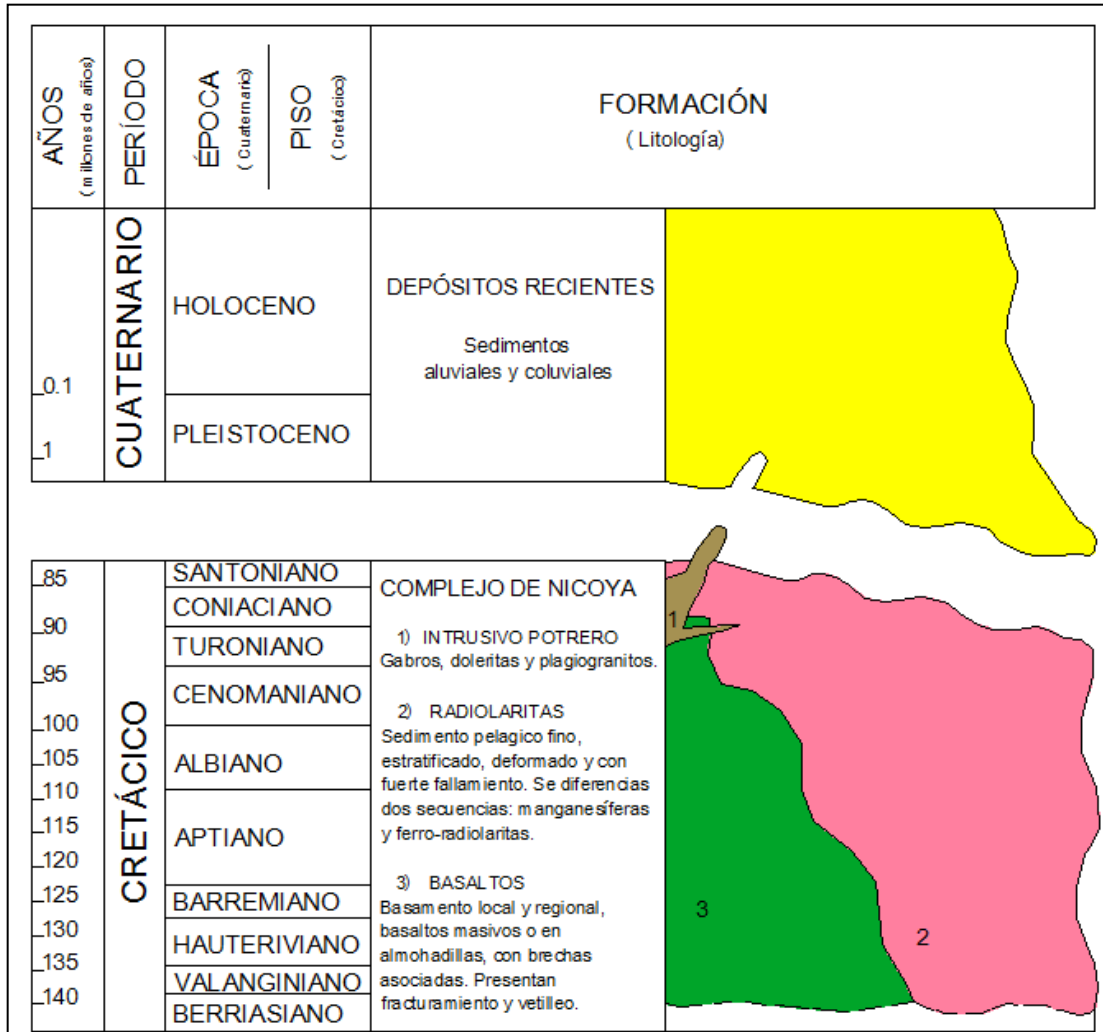 AÑOS
( millones de años)
PERÍODO
ÉPOCA
( Cuaternario)
PISO
( Cretácico)
FORMACIÓN
( Litología)
CUATERNARIO
0.1
1
HOLOCENO
PLEISTOCENO
DEPÓSITOS RECIENTES
Sedimentos
aluviales y coluviales
85
90
95
100
105
110
115
120
125
130
135
140
CRETÁCICO
SANTONIANO
CONIACIANO
TURONIANO
CENOMANIANO
ALBIANO
APTIANO
BARREMIANO
HAUTERIVIANO
VALANGINIANO
BERRIASIANO
COMPLEJO DE NICOYA
1) INTRUSIVO POTRERO
Gabros, doleritas y plagiogranitos.
2) RADIOLARITAS
Sedimento pelagico fino,
estratificado, deformado y con
fuerte fallamiento. Se diferencias
dos secuencias: manganesíferas
y ferro-radiolaritas.
3) BASALTOS
Basamento local y regional,
basaltos masivos o en
almohadillas, con brechas
asociadas. Presentan
fracturamiento y vetilleo.
1
3
2